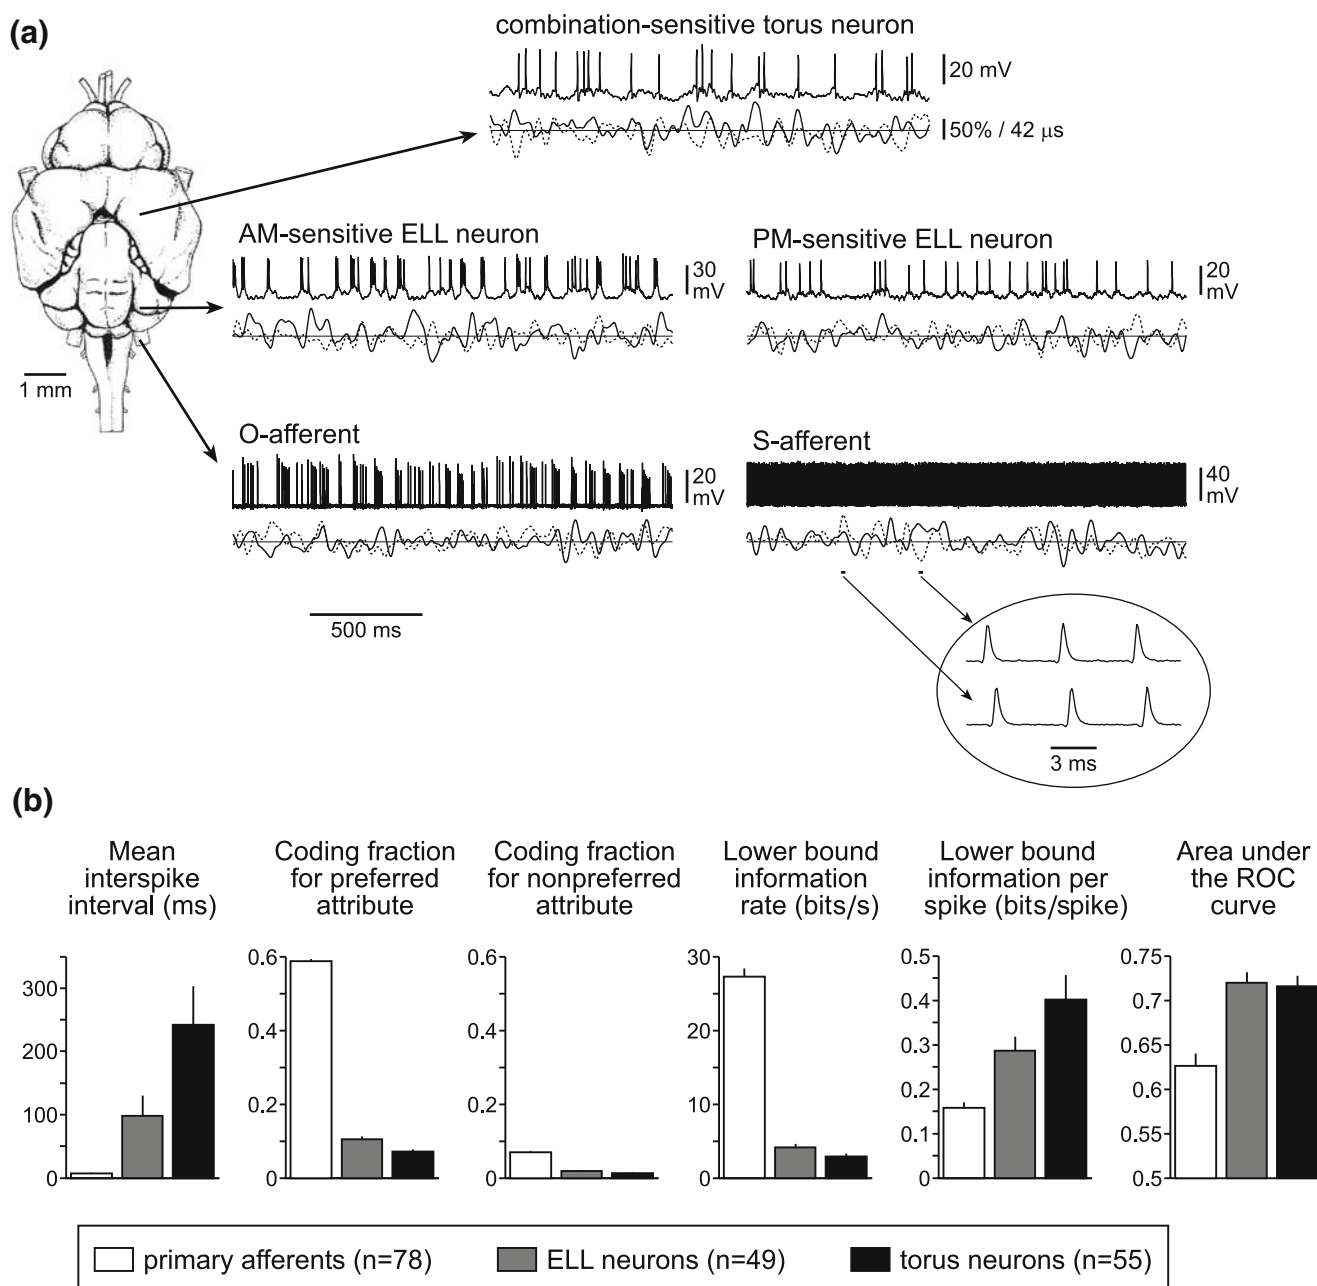 (a)
combination-sensitive torus neuron
20 mV
50% / 42 µs
AM-sensitive ELL neuron
30
mV
PM-sensitive ELL neuron
20
mV
1 mm
O-afferent
20
mV
S-afferent
40
mV
500 ms
3 ms
(b)
Mean
interspike
interval (ms)
300
200
100
0
Coding fraction
for preferred
attribute
0.6
0.4
0.2
0
Coding fraction
for nonpreferred
attribute
0.6
0.4
0.2
0
Lower bound
information
rate (bits/s)
30
20
10
0
Lower bound
information per
spike (bits/spike)
0.5
0.4
0.3
0.2
0.1
0
Area under
the ROC
curve
0.75
0.7
0.65
0.6
0.55
0.5
primary afferents (n=78)
ELL neurons (n=49)
torus neurons (n=55)